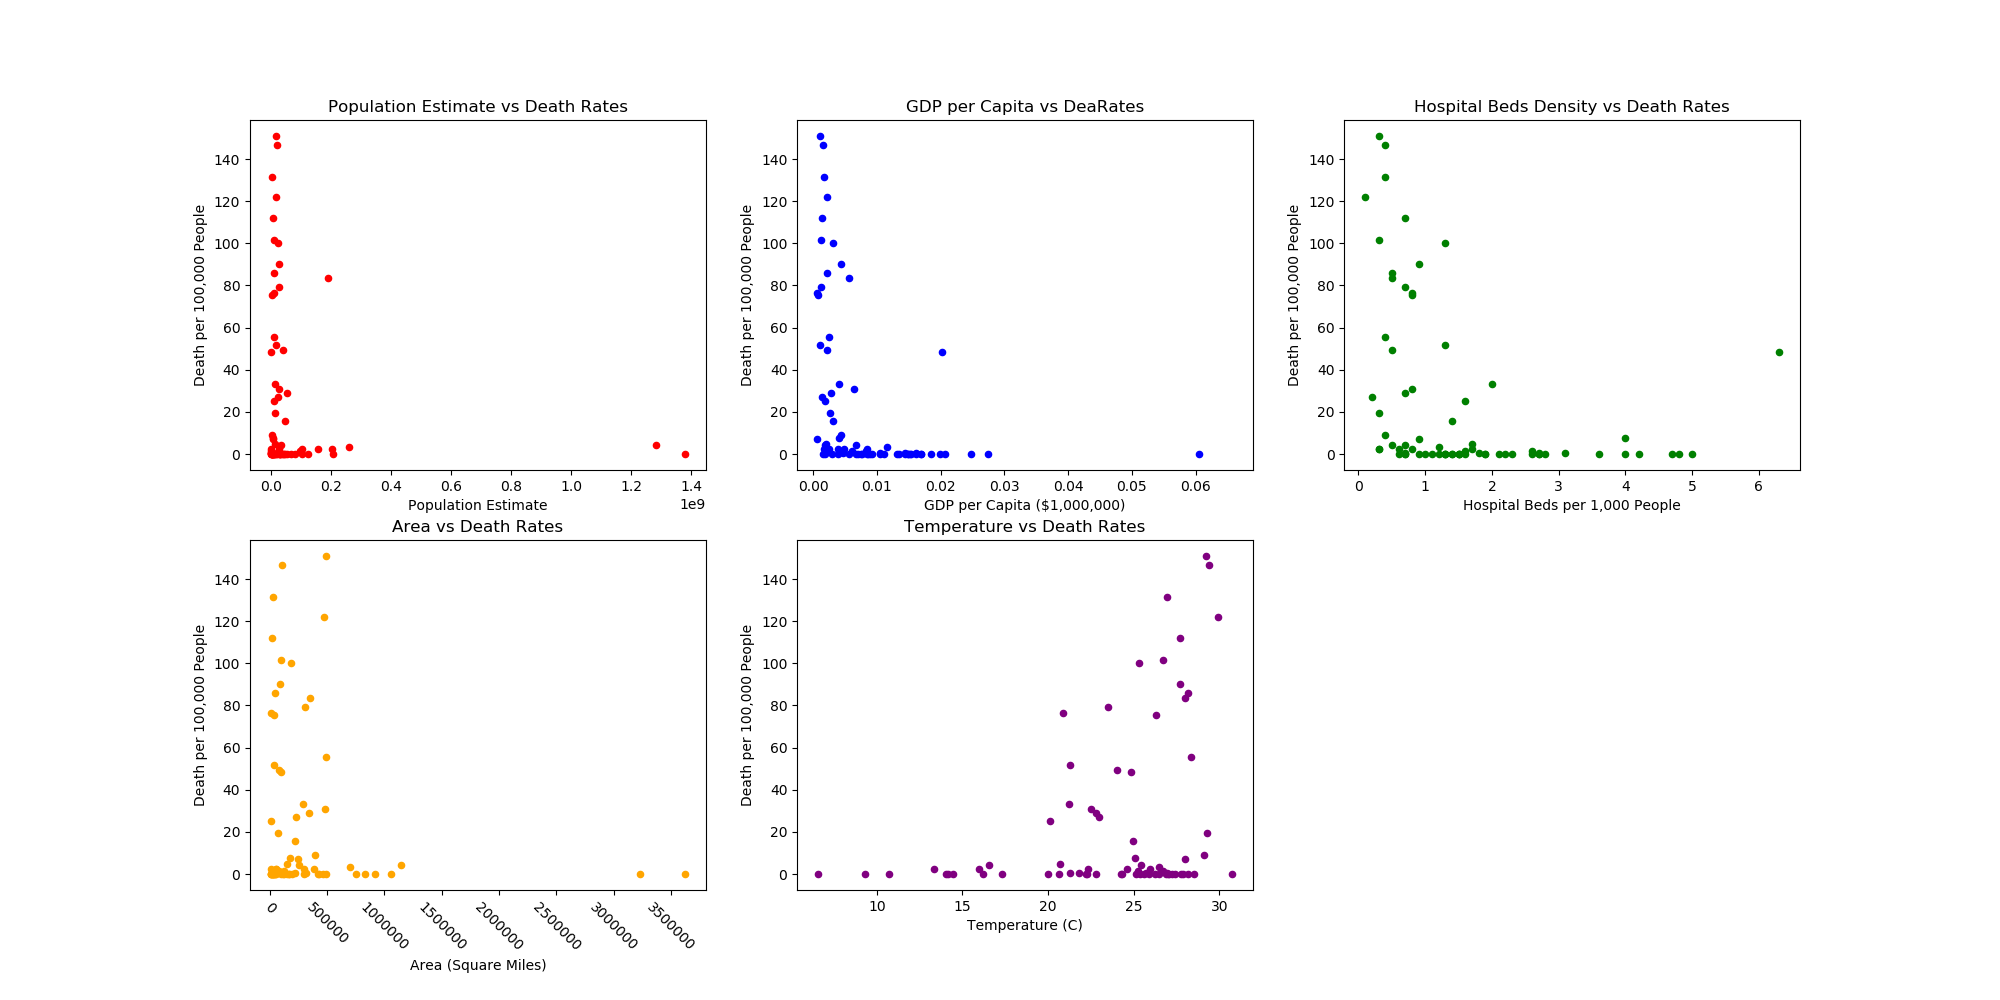 Population Estimate vs Death Rates
Death per 100,000 People
140
120
100
80
60
40
20
0
0.0 0.2 0.4 0.6 0.8 1.0 1.2 1.4
1e9
Population Estimate
GDP per Capita vs DeaRates
Death per 100,000 People
140
120
100
80
60
40
20
0
0.00 0.01 0.02 0.03 0.04 0.05 0.06
GDP per Capita ($1,000,000)
Hospital Beds Density vs Death Rates
Death per 100,000 People
140
120
100
80
60
40
20
0
0 1 2 3 4 5 6
Hospital Beds per 1,000 People
Area vs Death Rates
Death per 100,000 People
140
120
100
80
60
40
20
0
0 500000 1000000 1500000 2000000 2500000 3000000 3500000
Area (Square Miles)
Temperature vs Death Rates
Death per 100,000 People
140
120
100
80
60
40
20
0
10 15 20 25 30
Temperature (C)